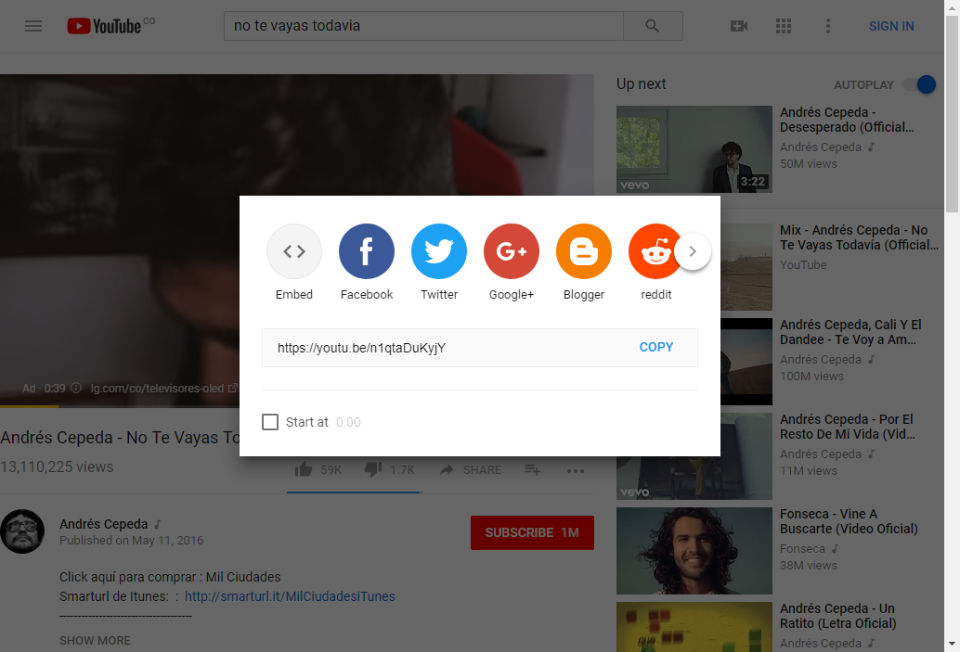 YouTube CO
no te vayas todavia
SIGN IN
Up next
AUTOPLAY
Andrés Cepeda -
Desesperado (Official...
Andrés Cepeda
50M views
vevo
3:22
Mix - Andrés Cepeda - No
Te Vayas Todavía (Official...
YouTube
Andrés Cepeda, Cali Y El
Dandee - Te Voy a Am...
Andrés Cepeda
100M views
Andrés Cepeda - Por El
Resto De Mi Vida (Vid...
Andrés Cepeda
11M views
vevo
Fonseca - Vine A
Buscarte (Video Oficial)
Fonseca
38M views
Andrés Cepeda - Un
Ratito (Letra Oficial)
Andrés Cepeda
Embed
Facebook
Twitter
Google+
Blogger
reddit
https://youtu.be/n1qtaDuKyjY
COPY
Start at 0:00
Ad · 0:39 lg.com/co/televisores-oled
Andrés Cepeda - No Te Vayas To
13,110,225 views
59K
1.7K
SHARE
Andrés Cepeda
Published on May 11, 2016
SUBSCRIBE 1M
Click aquí para comprar : Mil Ciudades
Smarturl de Itunes: : http://smarturl.it/MilCiudadesiTunes
----------------------------------------
SHOW MORE